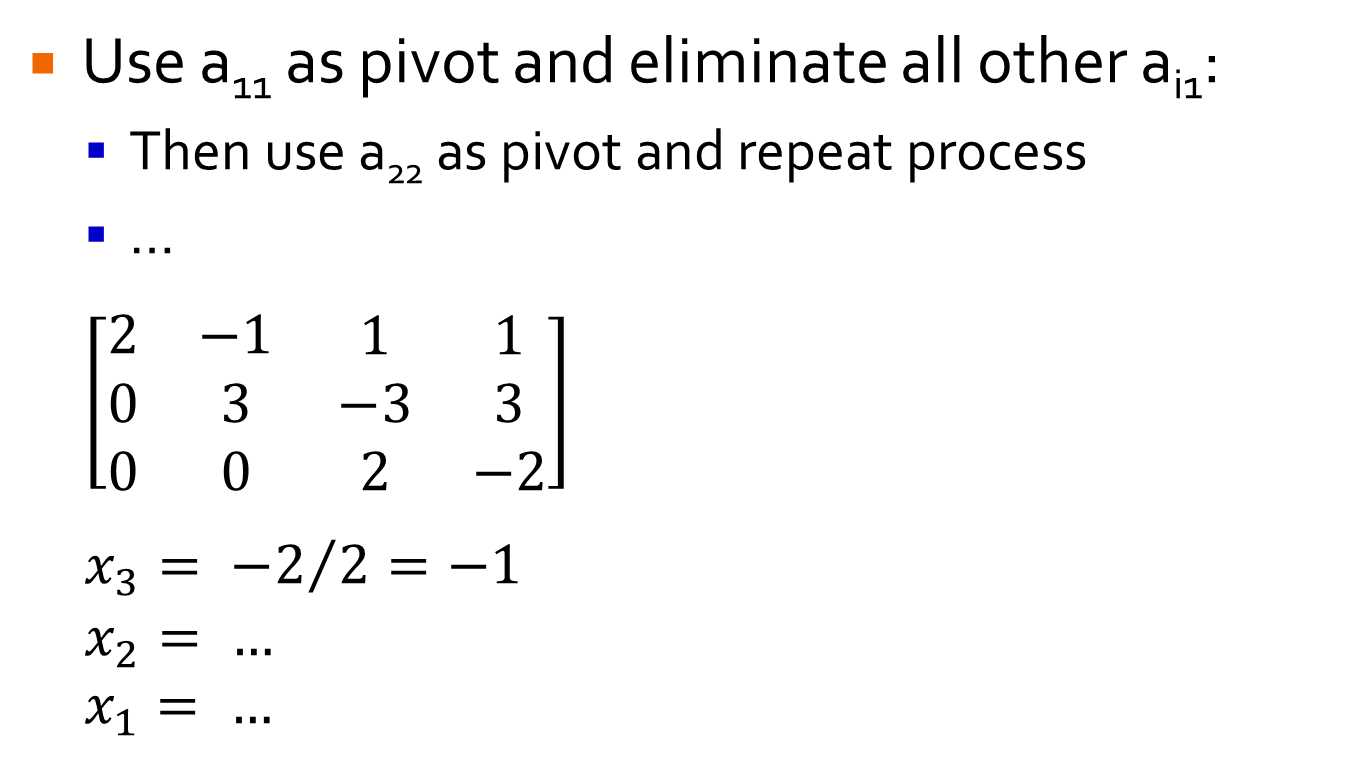 Use a₁₁ as pivot and eliminate all other aᵢ₁:
Then use a₂₂ as pivot and repeat process
...
2 −1 1 1
0 3 −3 3
0 0 2 −2
x₃ = −2/2 = −1
x₂ = ...
x₁ = ...